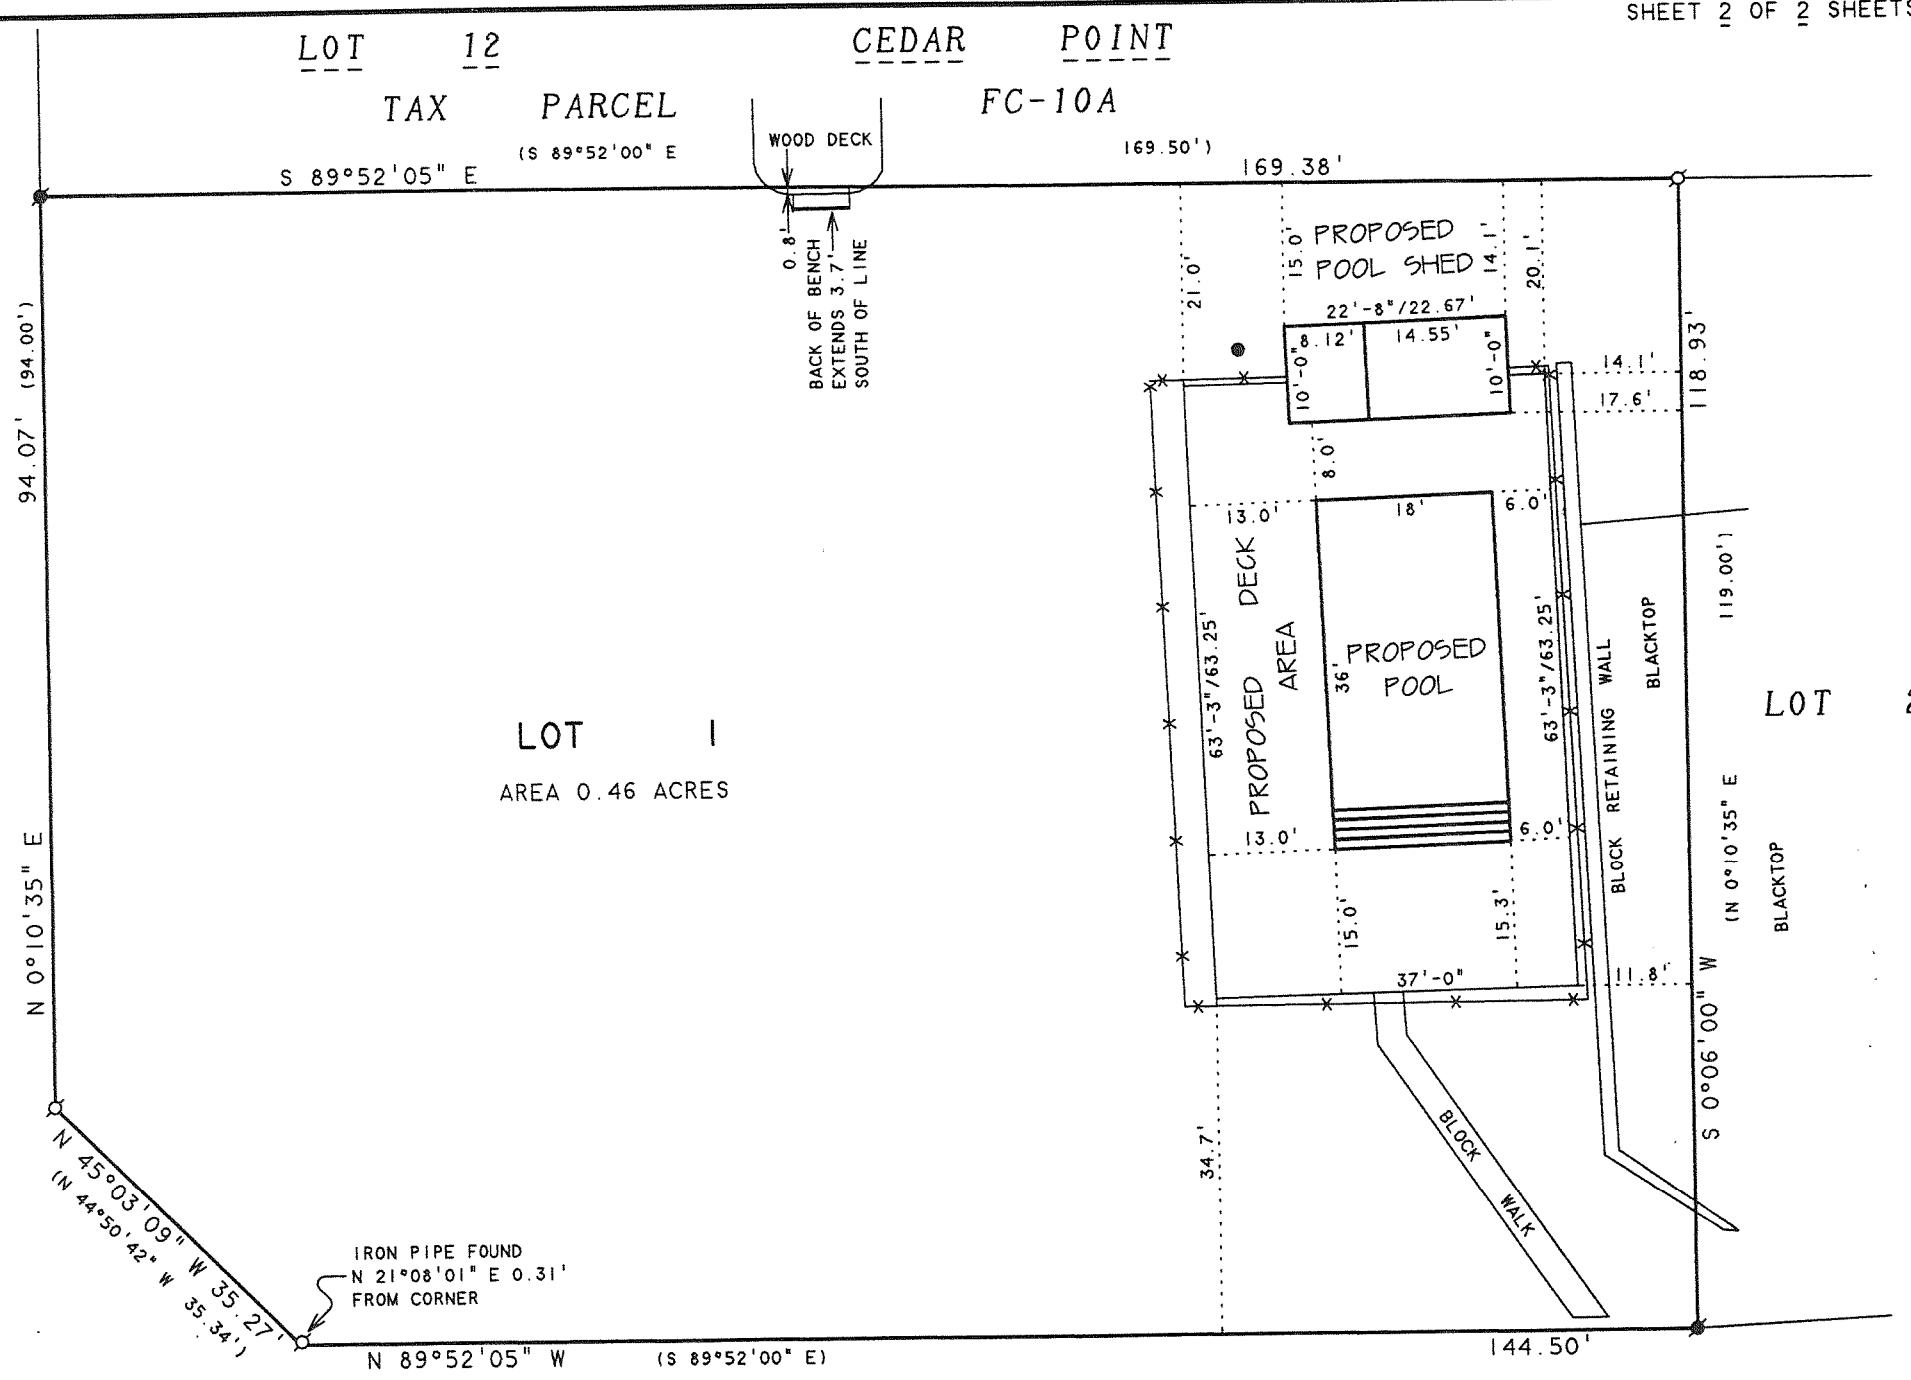 SHEET 2 OF 2 SHEETS
LOT 12 CEDAR POINT
TAX PARCEL FC-10A
WOOD DECK
(S 89°52'00" E 169.50')
S 89°52'05" E 169.38'
0.8'
BACK OF BENCH
EXTENDS 3.7'
SOUTH OF LINE
21.0'
15.0'
PROPOSED
POOL SHED
14.1'
20.1'
22'-8"/22.67'
8.12'
14.55'
10'-0"
10'-0"
14.1'
17.6'
118.93'
(94.00')
94.07'
N 0°10'35" E
8.0'
13.0'
18'
6.0'
PROPOSED DECK
AREA
63'-3"/63.25'
36'
PROPOSED
POOL
63'-3"/63.25'
BLOCK RETAINING WALL
BLACKTOP
119.00')
(N 0°10'35" E
BLACKTOP
LOT
LOT 1
AREA 0.46 ACRES
13.0'
6.0'
15.0'
15.3'
37'-0"
11.8'
S 0°06'00" W
34.7'
BLOCK WALK
N 45°03'09" W 35.27'
(N 44°50'42" W 35.34')
IRON PIPE FOUND
N 21°08'01" E 0.31'
FROM CORNER
N 89°52'05" W
(S 89°52'00" E)
144.50'